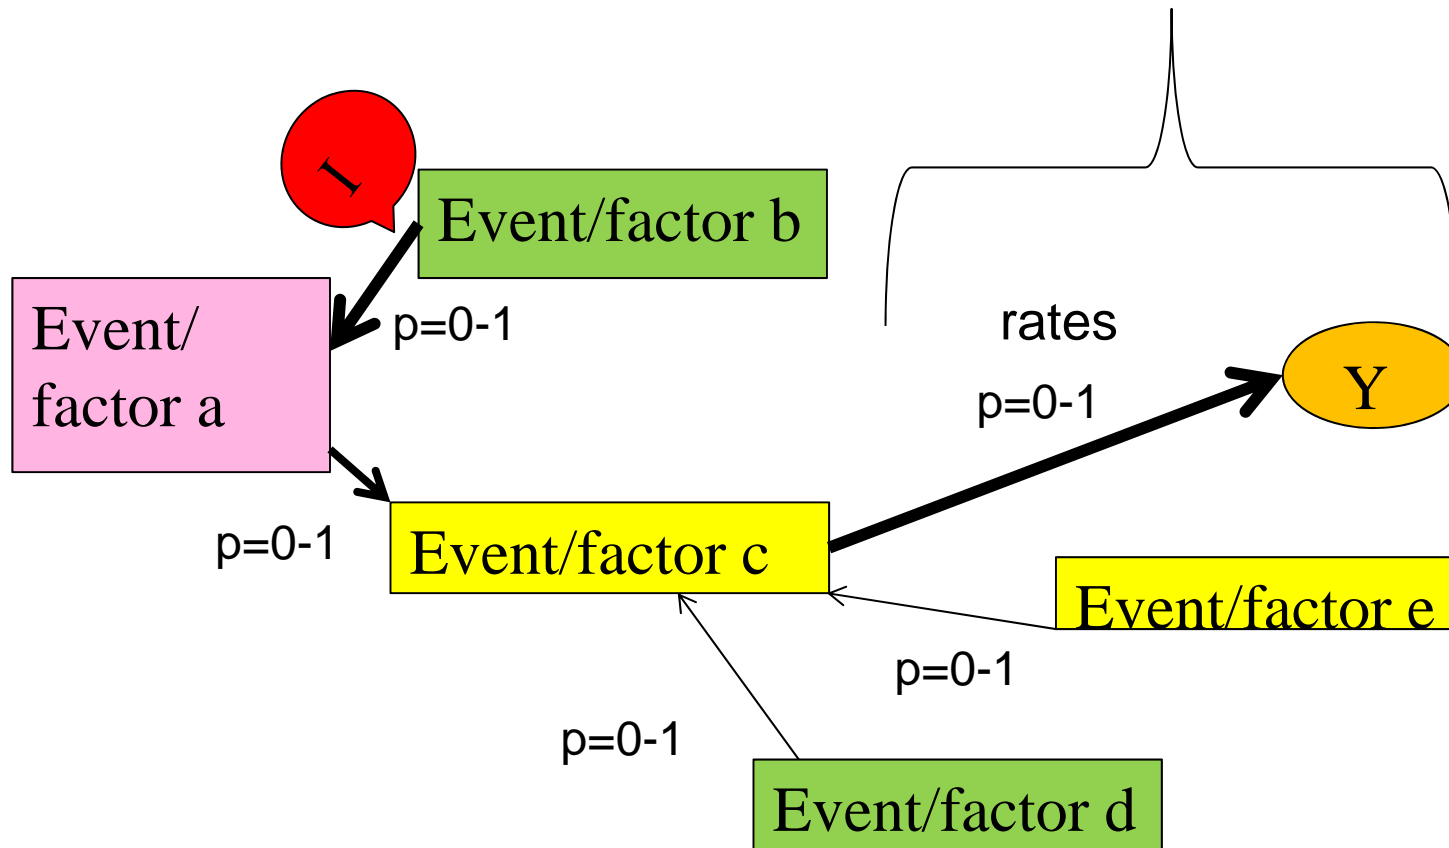 I
Event/factor b
p=0-1
Event/
factor a
rates
p=0-1
Y
p=0-1
Event/factor c
Event/factor e
p=0-1
p=0-1
Event/factor d